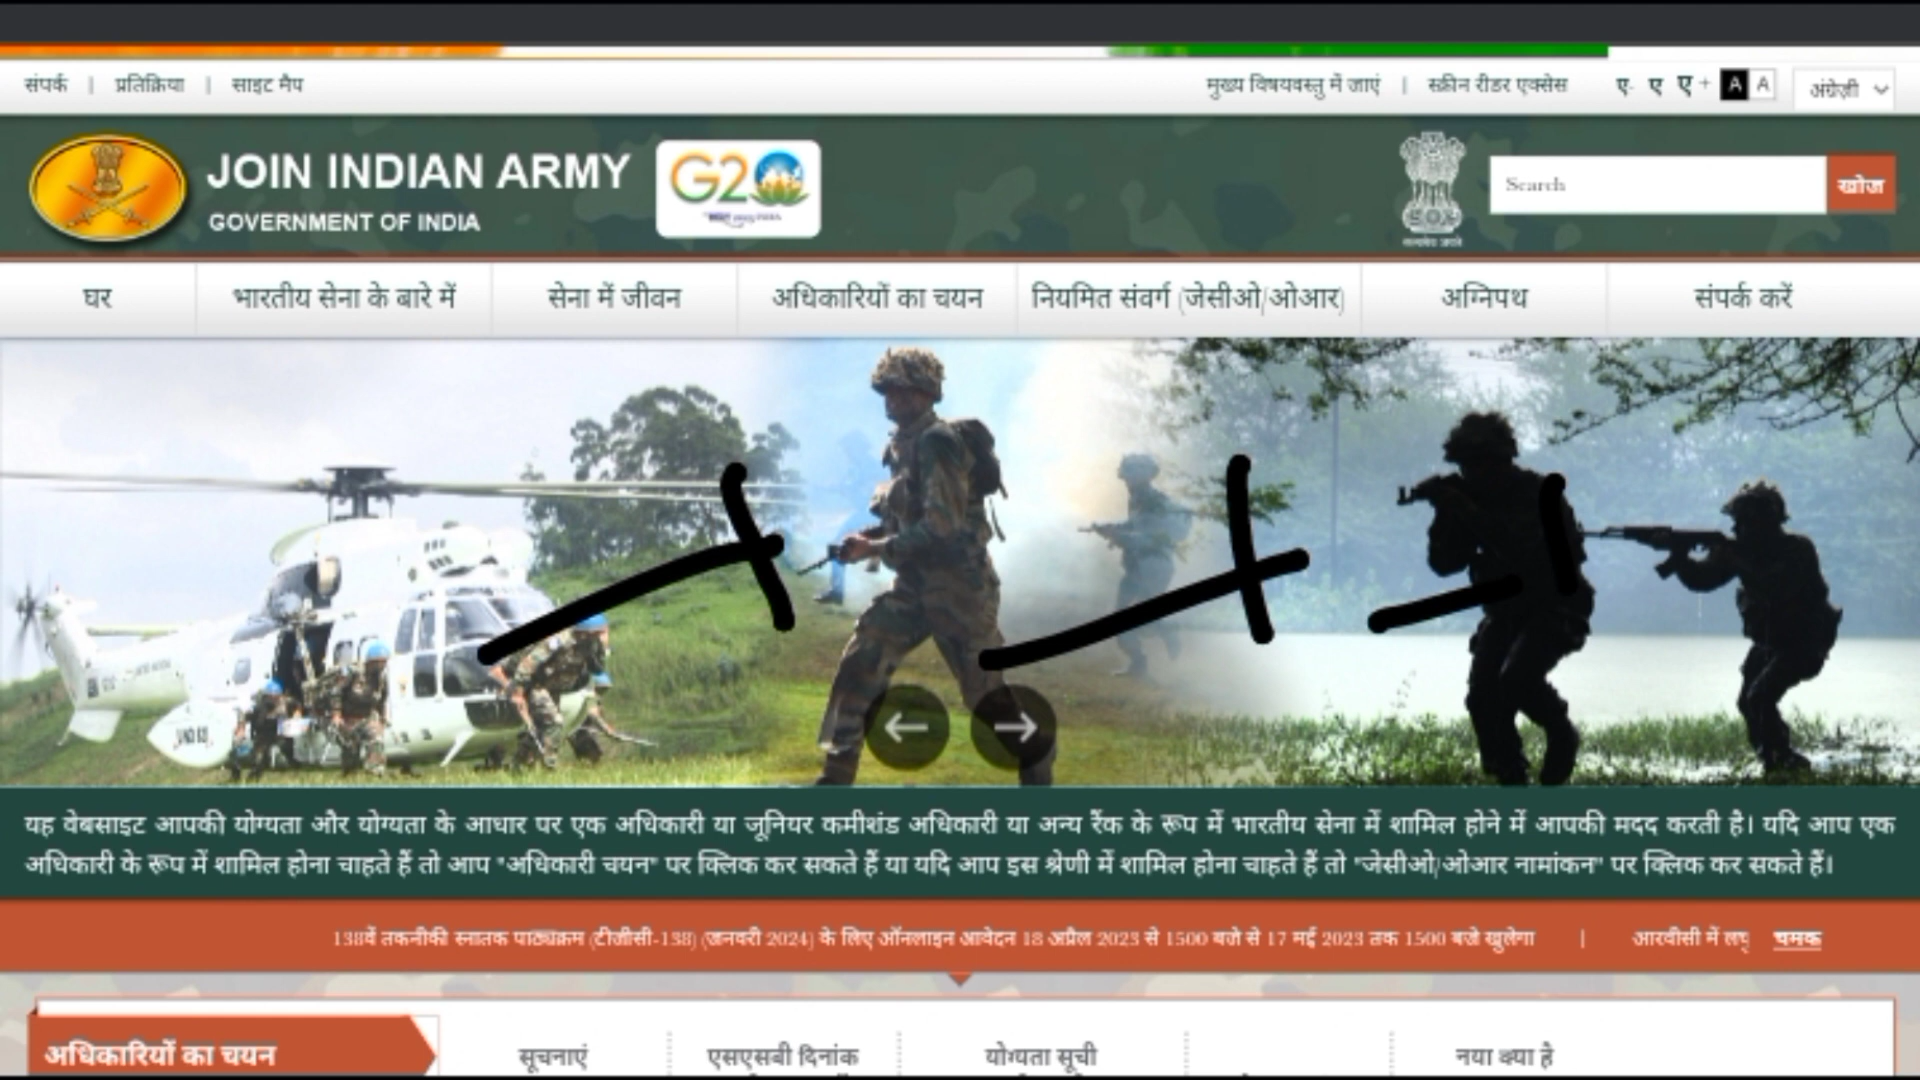 संपर्क | प्रतिक्रिया | साइट मैप
मुख्य विषयवस्तु में जाएं | स्क्रीन रीडर एक्सेस ए- ए ए+ A A अंग्रेज़ी
JOIN INDIAN ARMY
GOVERNMENT OF INDIA
G20
सत्यमेव जयते
Search खोज
घर भारतीय सेना के बारे में सेना में जीवन अधिकारियों का चयन नियमित संवर्ग (जेसीओ/ओआर) अग्निपथ संपर्क करें
यह वेबसाइट आपकी योग्यता और योग्यता के आधार पर एक अधिकारी या जूनियर कमीशंड अधिकारी या अन्य रैंक के रूप में भारतीय सेना में शामिल होने में आपकी मदद करती है। यदि आप एक
अधिकारी के रूप में शामिल होना चाहते हैं तो आप "अधिकारी चयन" पर क्लिक कर सकते हैं या यदि आप इस श्रेणी में शामिल होना चाहते हैं तो "जेसीओ/ओआर नामांकन" पर क्लिक कर सकते हैं।
138वें तकनीकी स्नातक पाठ्यक्रम (टीजीसी-138) (जनवरी 2024) के लिए ऑनलाइन आवेदन 18 अप्रैल 2023 से 1500 बजे से 17 मई 2023 तक 1500 बजे खुलेगा | आरवीसी में चमक
अधिकारियों का चयन सूचनाएं एसएसबी दिनांक योग्यता सूची नया क्या है